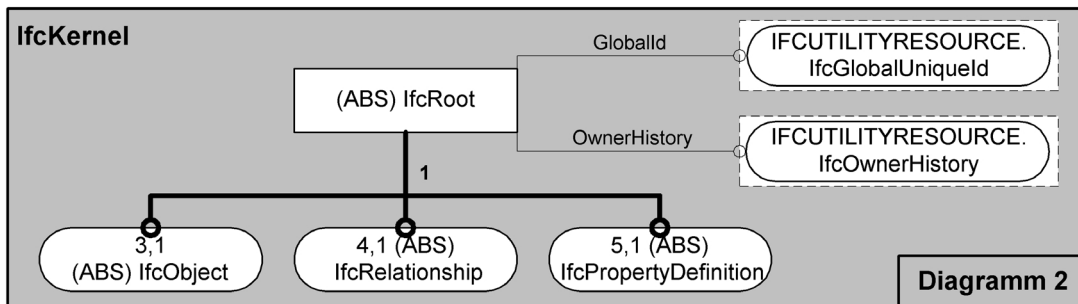 IfcKernel
GlobalId
IFCUTILITYRESOURCE.
IfcGlobalUniqueId
(ABS) IfcRoot
OwnerHistory
IFCUTILITYRESOURCE.
IfcOwnerHistory
1
3,1
(ABS) IfcObject
4,1 (ABS)
IfcRelationship
5,1 (ABS)
IfcPropertyDefinition
Diagramm 2